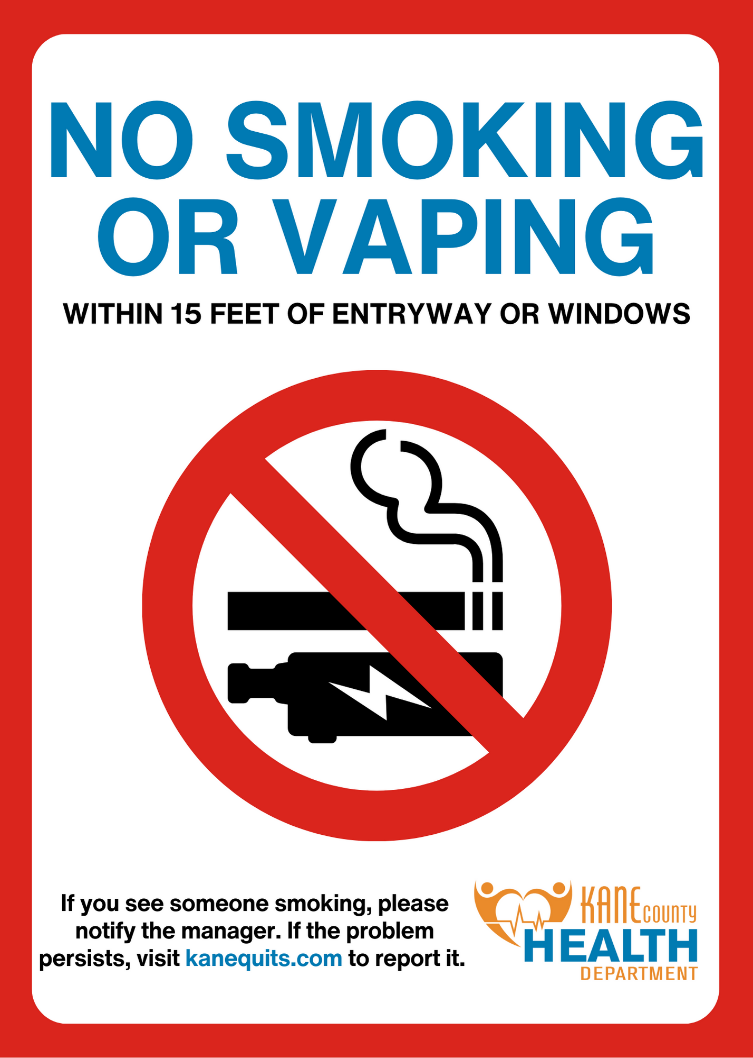 NO SMOKING
OR VAPING
WITHIN 15 FEET OF ENTRYWAY OR WINDOWS
If you see someone smoking, please
notify the manager. If the problem
persists, visit kanequits.com to report it.
KANE COUNTY
HEALTH
DEPARTMENT